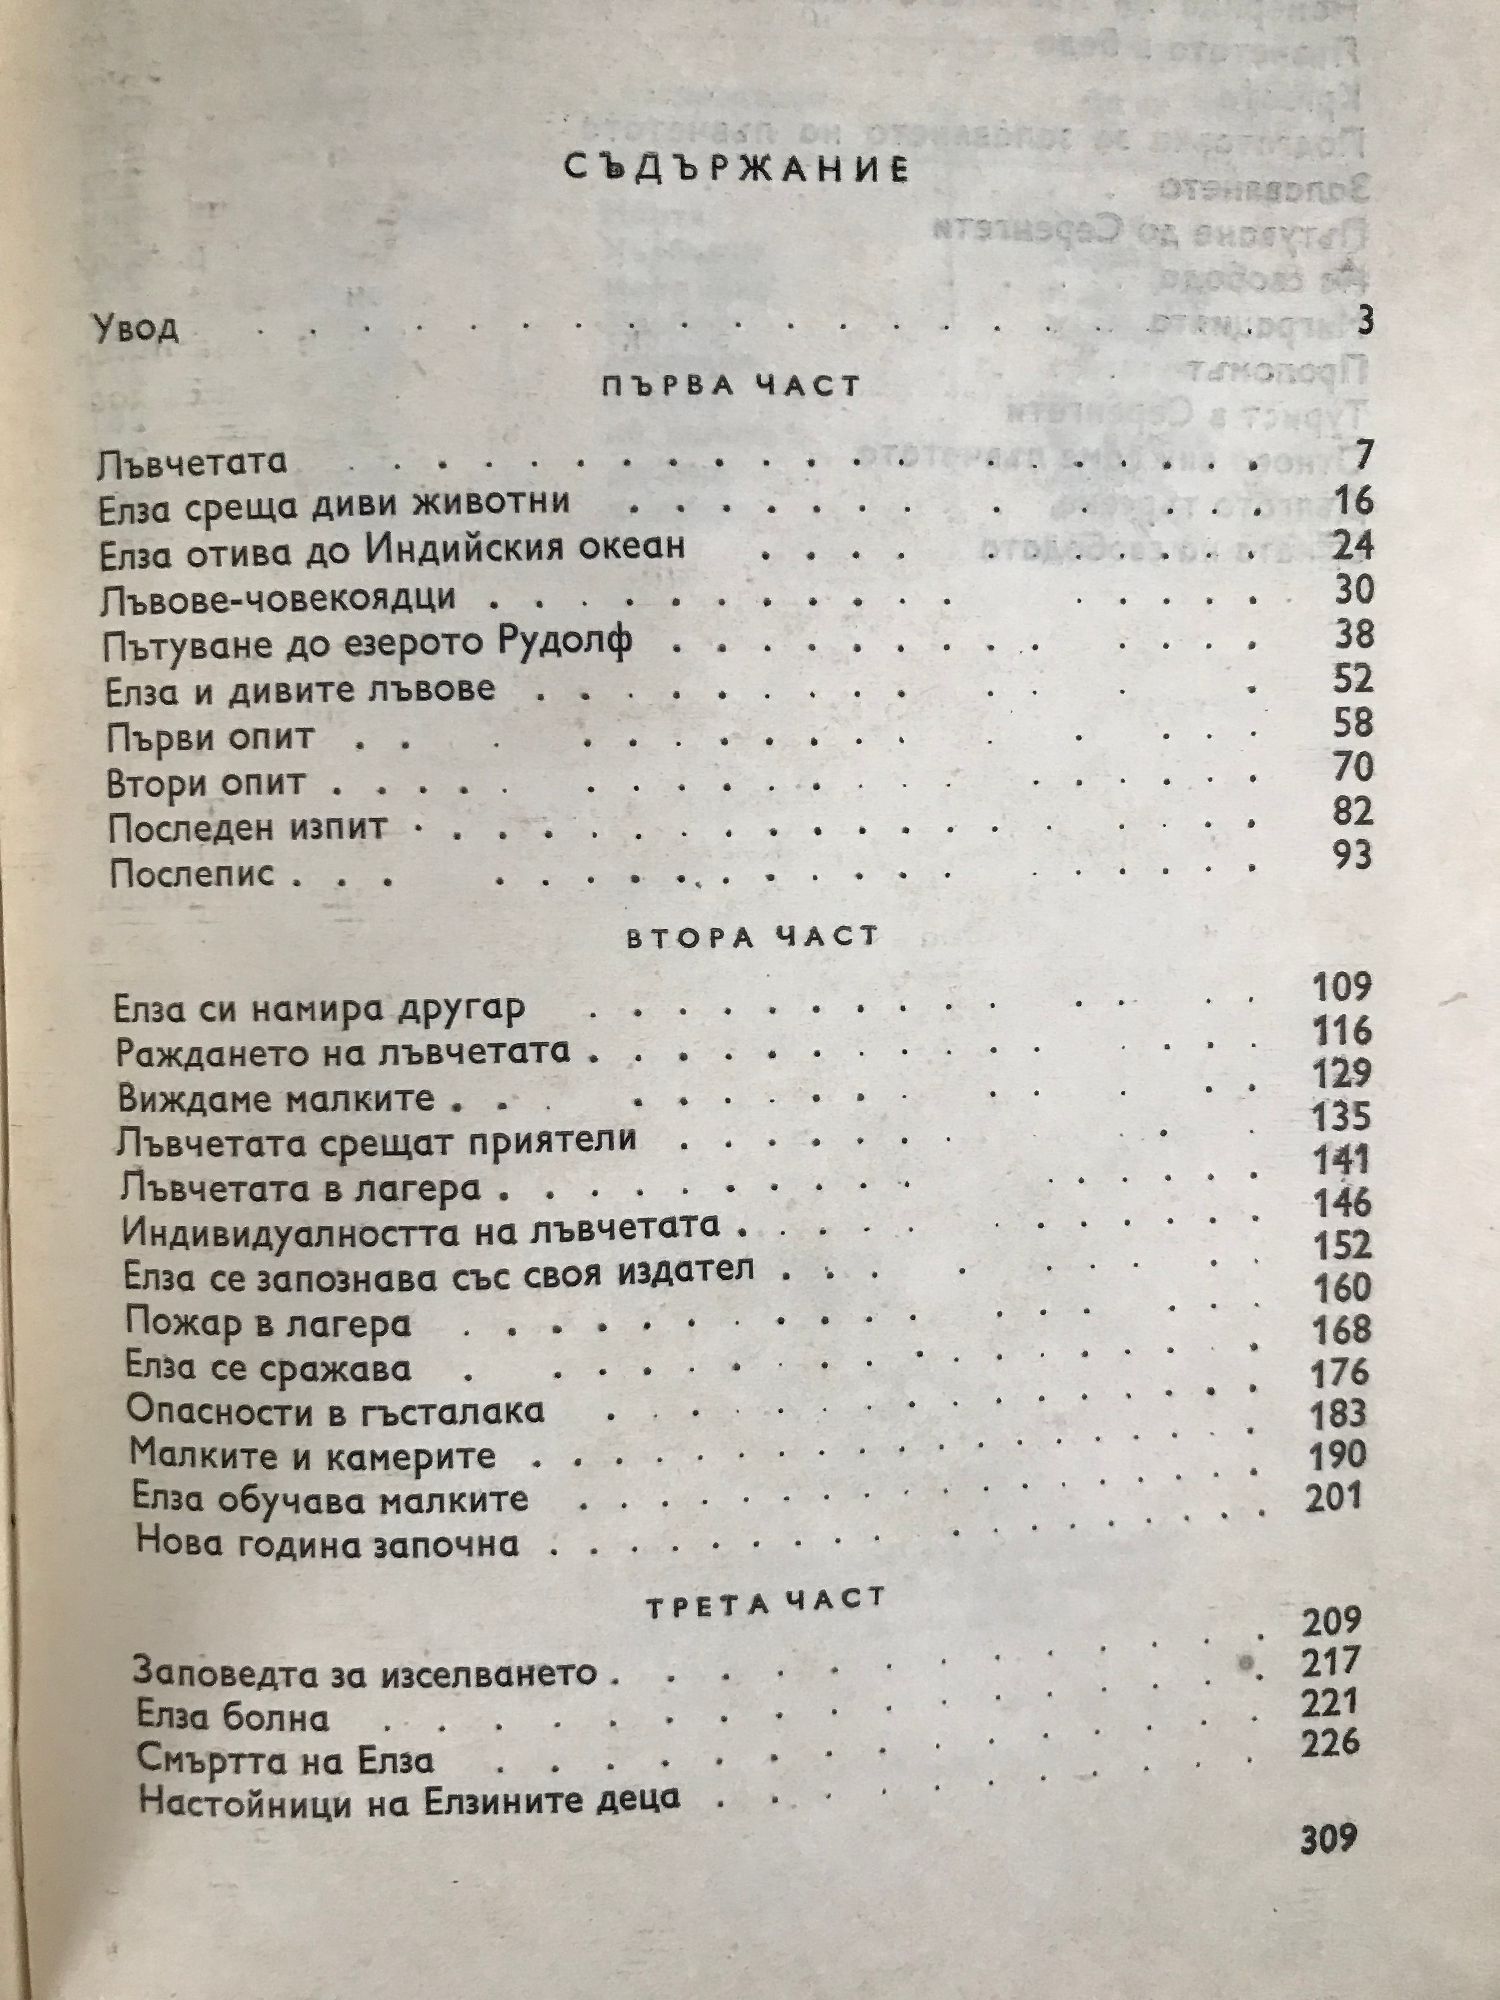 СЪДЪРЖАНИЕ
Увод . . . . . . . . . . . . . . . . . . . 3
ПЪРВА ЧАСТ
Лъвчетата . . . . . . . . . . . . . . . . . . . 7
Елза среща диви животни . . . . . . . . . . . . . 16
Елза отива до Индийския океан . . . . . . . . . . 24
Лъвове-човекоядци . . . . . . . . . . . . . . . 30
Пътуване до езерото Рудолф . . . . . . . . . . . . 38
Елза и дивите лъвове . . . . . . . . . . . . . 52
Първи опит . . . . . . . . . . . . . . . 58
Втори опит . . . . . . . . . . . . . . . . . . 70
Последен изпит . . . . . . . . . . . . . . . . . 82
Послепис . . . . . . . . . . . . . . . . . . 93
ВТОРА ЧАСТ
Елза си намира другар . . . . . . . . . . . . . 109
Раждането на лъвчетата . . . . . . . . . . . . . . 116
Виждаме малките . . . . . . . . . . . . . 129
Лъвчетата срещат приятели . . . . . . . . 135
Лъвчетата в лагера . . . . . . . . . . . . . . 141
Индивидуалността на лъвчетата . . . . . . . . . . 146
Елза се запознава със своя издател . . . . . . . . 152
Пожар в лагера . . . . . . . . . . . . . . . 160
Елза се сражава . . . . . . . . . . . . . . . . 168
Опасности в гъсталака . . . . . . . . . . . . . . 176
Малките и камерите . . . . . . . . . . . . . . . 183
Елза обучава малките . . . . . . . . . . . . . . . 190
Нова година започна . . . . . . . . . . . . . . . 201
ТРЕТА ЧАСТ
Заповедта за изселването . . . . . . . . . . . . 209
Елза болна . . . . . . . . . . . . . . . . 217
Смъртта на Елза . . . . . . . . . . . . . . 221
Настойници на Елзините деца . . . . . . . . . . 226
309